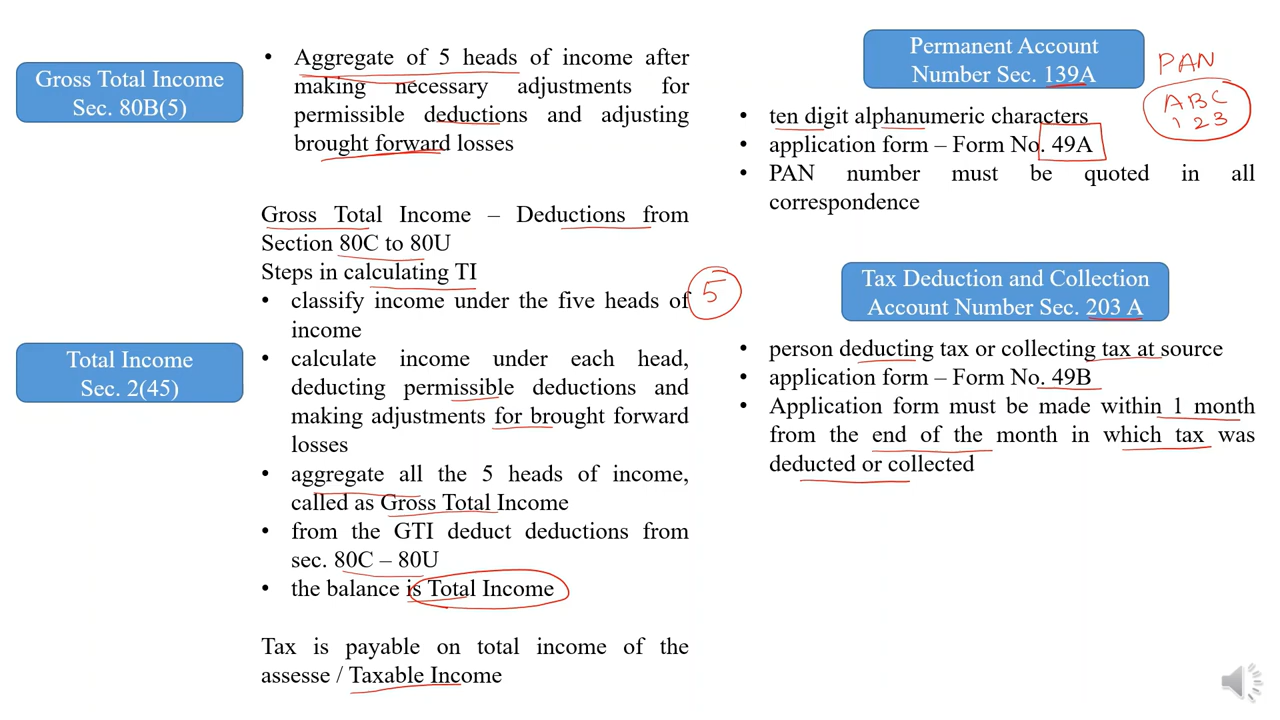 Gross Total Income
Sec. 80B(5)
• Aggregate of 5 heads of income after
making necessary adjustments for
permissible deductions and adjusting
brought forward losses
Gross Total Income – Deductions from
Section 80C to 80U
Steps in calculating TI
• classify income under the five heads of
income
• calculate income under each head,
deducting permissible deductions and
making adjustments for brought forward
losses
• aggregate all the 5 heads of income,
called as Gross Total Income
• from the GTI deduct deductions from
sec. 80C – 80U
• the balance is Total Income
Tax is payable on total income of the
assesse / Taxable Income
Total Income
Sec. 2(45)
5
Permanent Account
Number Sec. 139A
PAN
ABC
123
• ten digit alphanumeric characters
• application form – Form No. 49A
• PAN number must be quoted in all
correspondence
Tax Deduction and Collection
Account Number Sec. 203 A
• person deducting tax or collecting tax at source
• application form – Form No. 49B
• Application form must be made within 1 month
from the end of the month in which tax was
deducted or collected